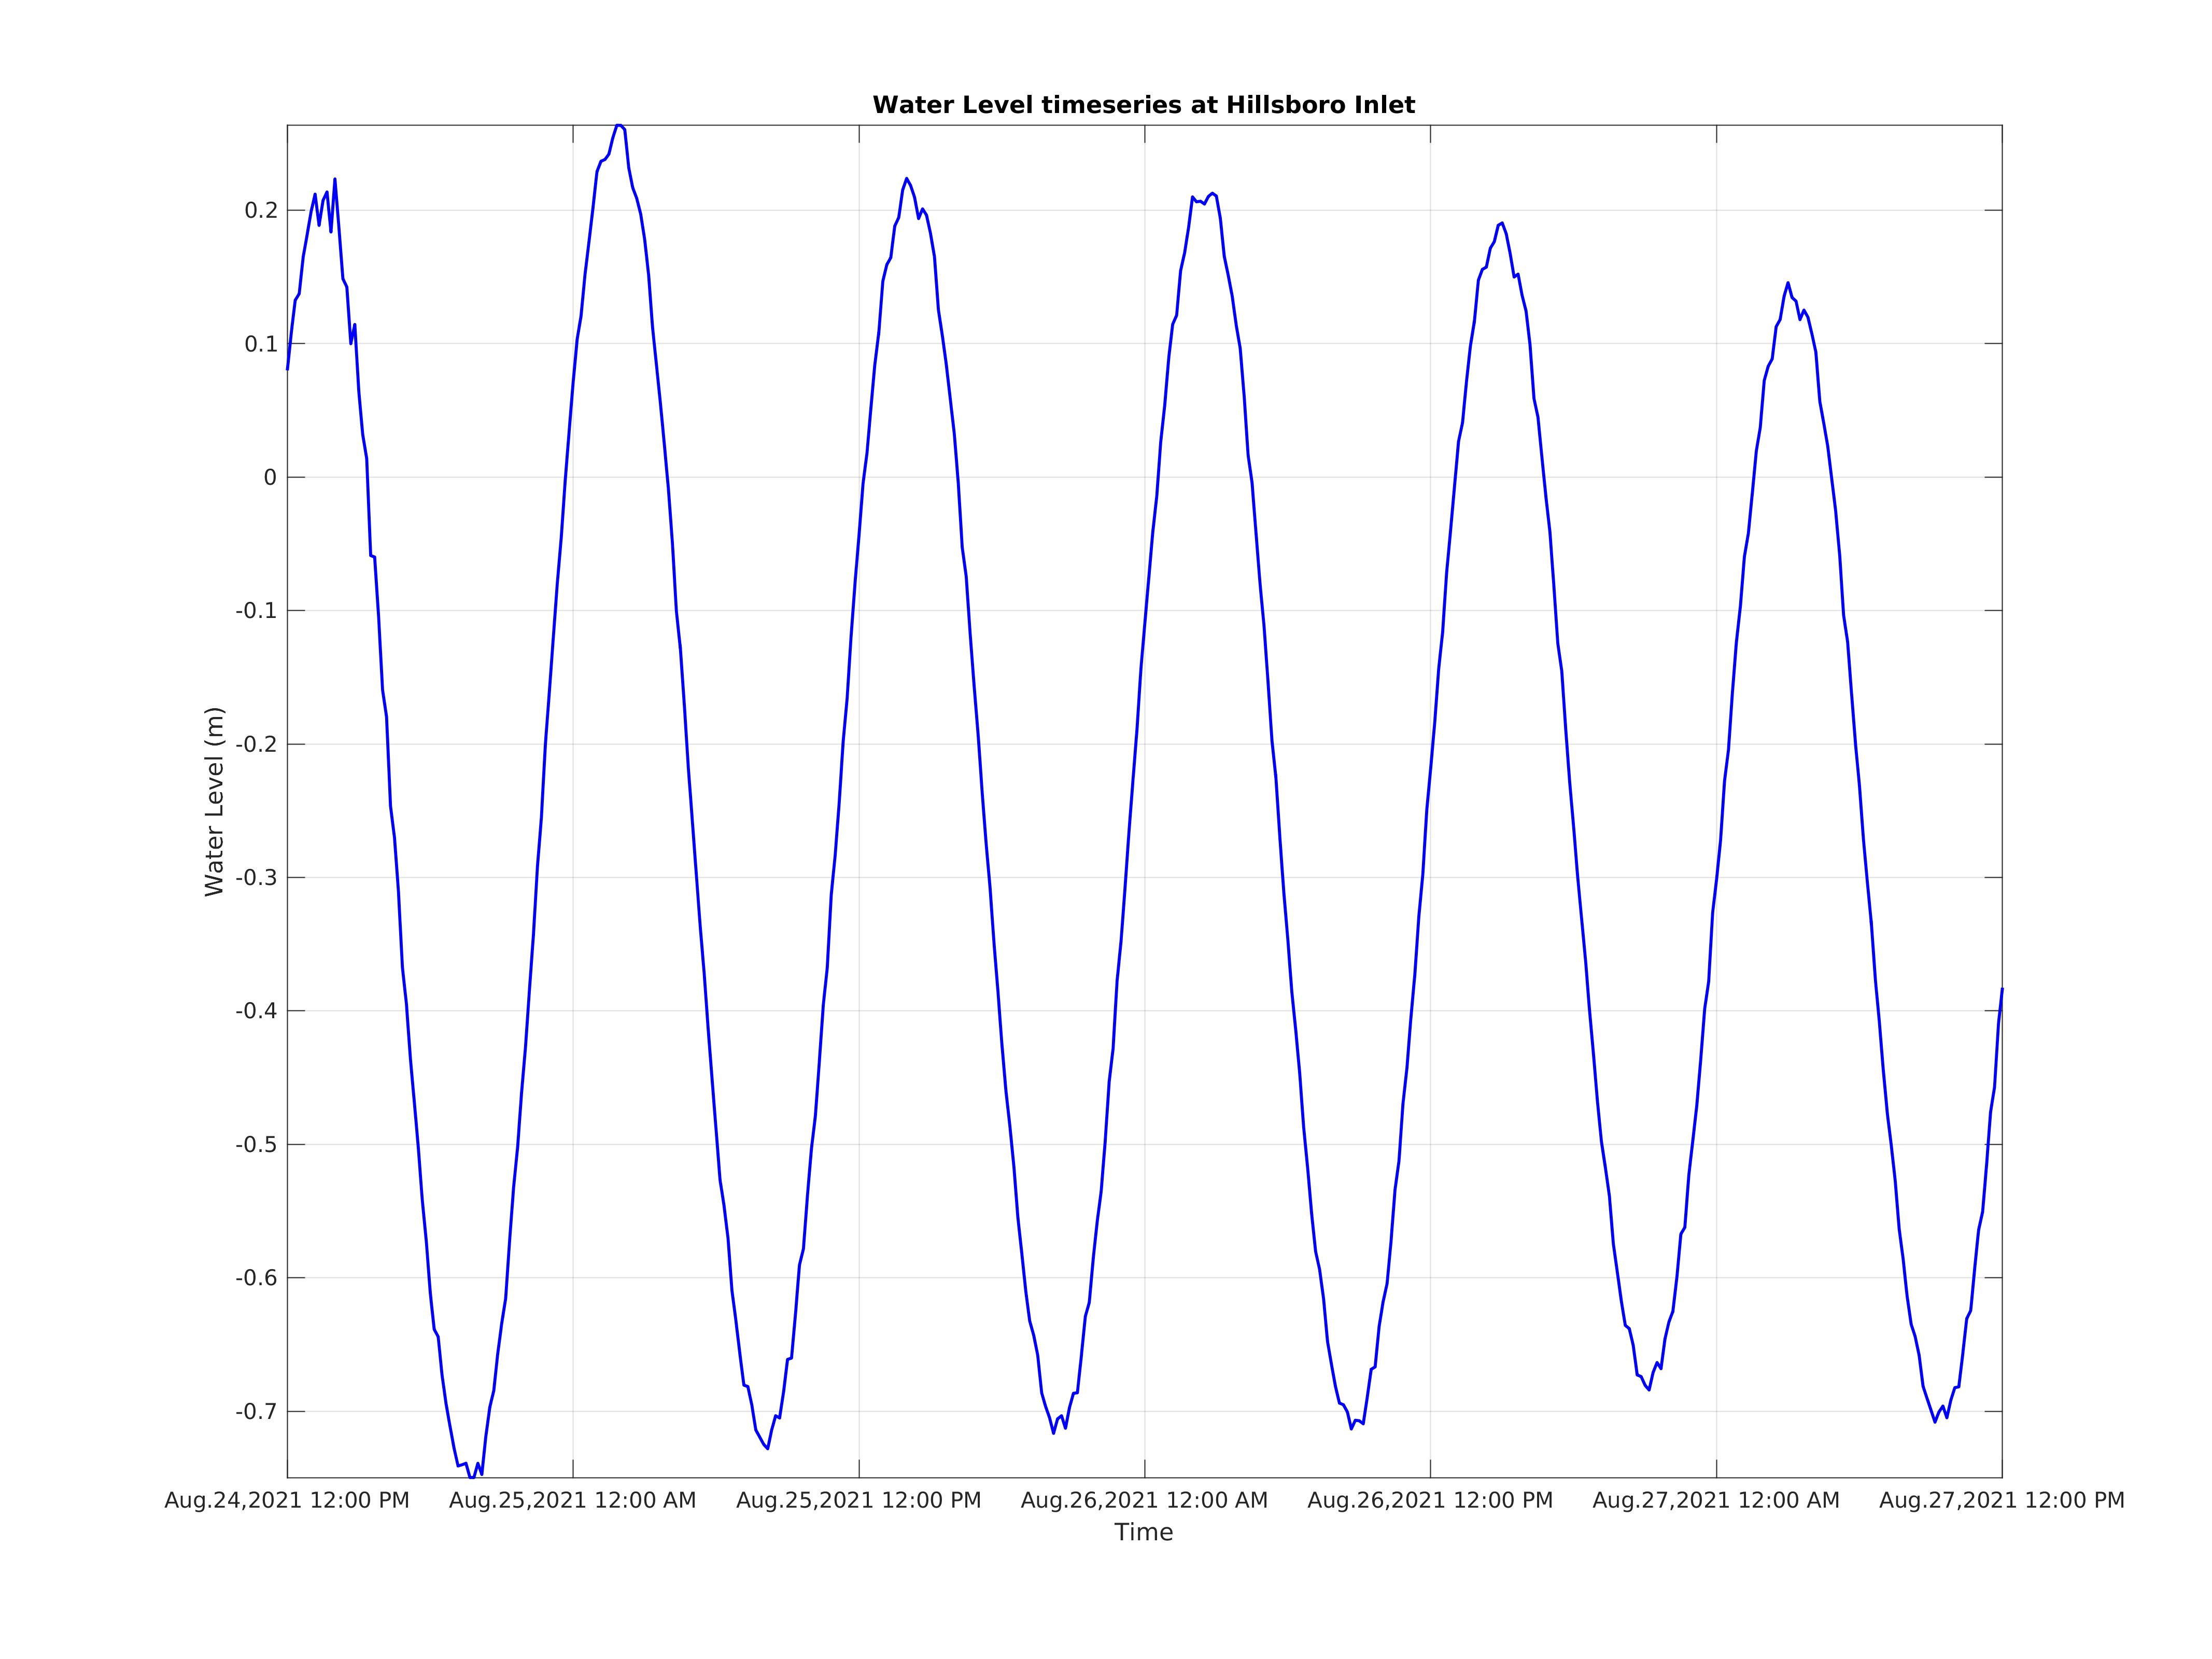 Water Level timeseries at Hillsboro Inlet
0.2
0.1
0
-0.1
-0.2
-0.3
-0.4
-0.5
-0.6
-0.7
Water Level (m)
Aug.24,2021 12:00 PM
Aug.25,2021 12:00 AM
Aug.25,2021 12:00 PM
Aug.26,2021 12:00 AM
Aug.26,2021 12:00 PM
Aug.27,2021 12:00 AM
Aug.27,2021 12:00 PM
Time